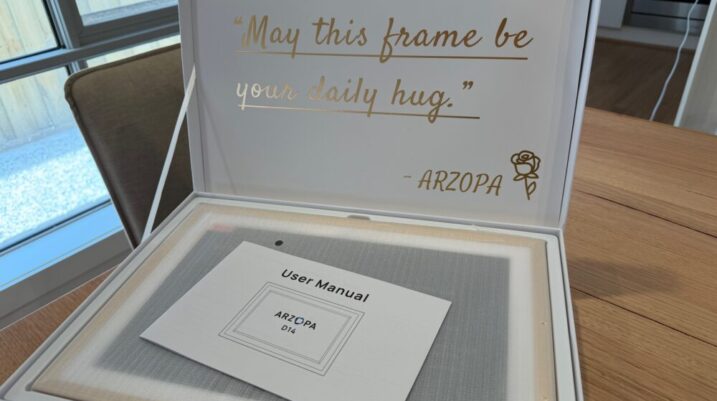 “May this frame be
your daily hug.”
- ARZOPA
User Manual
ARZOPA
D14